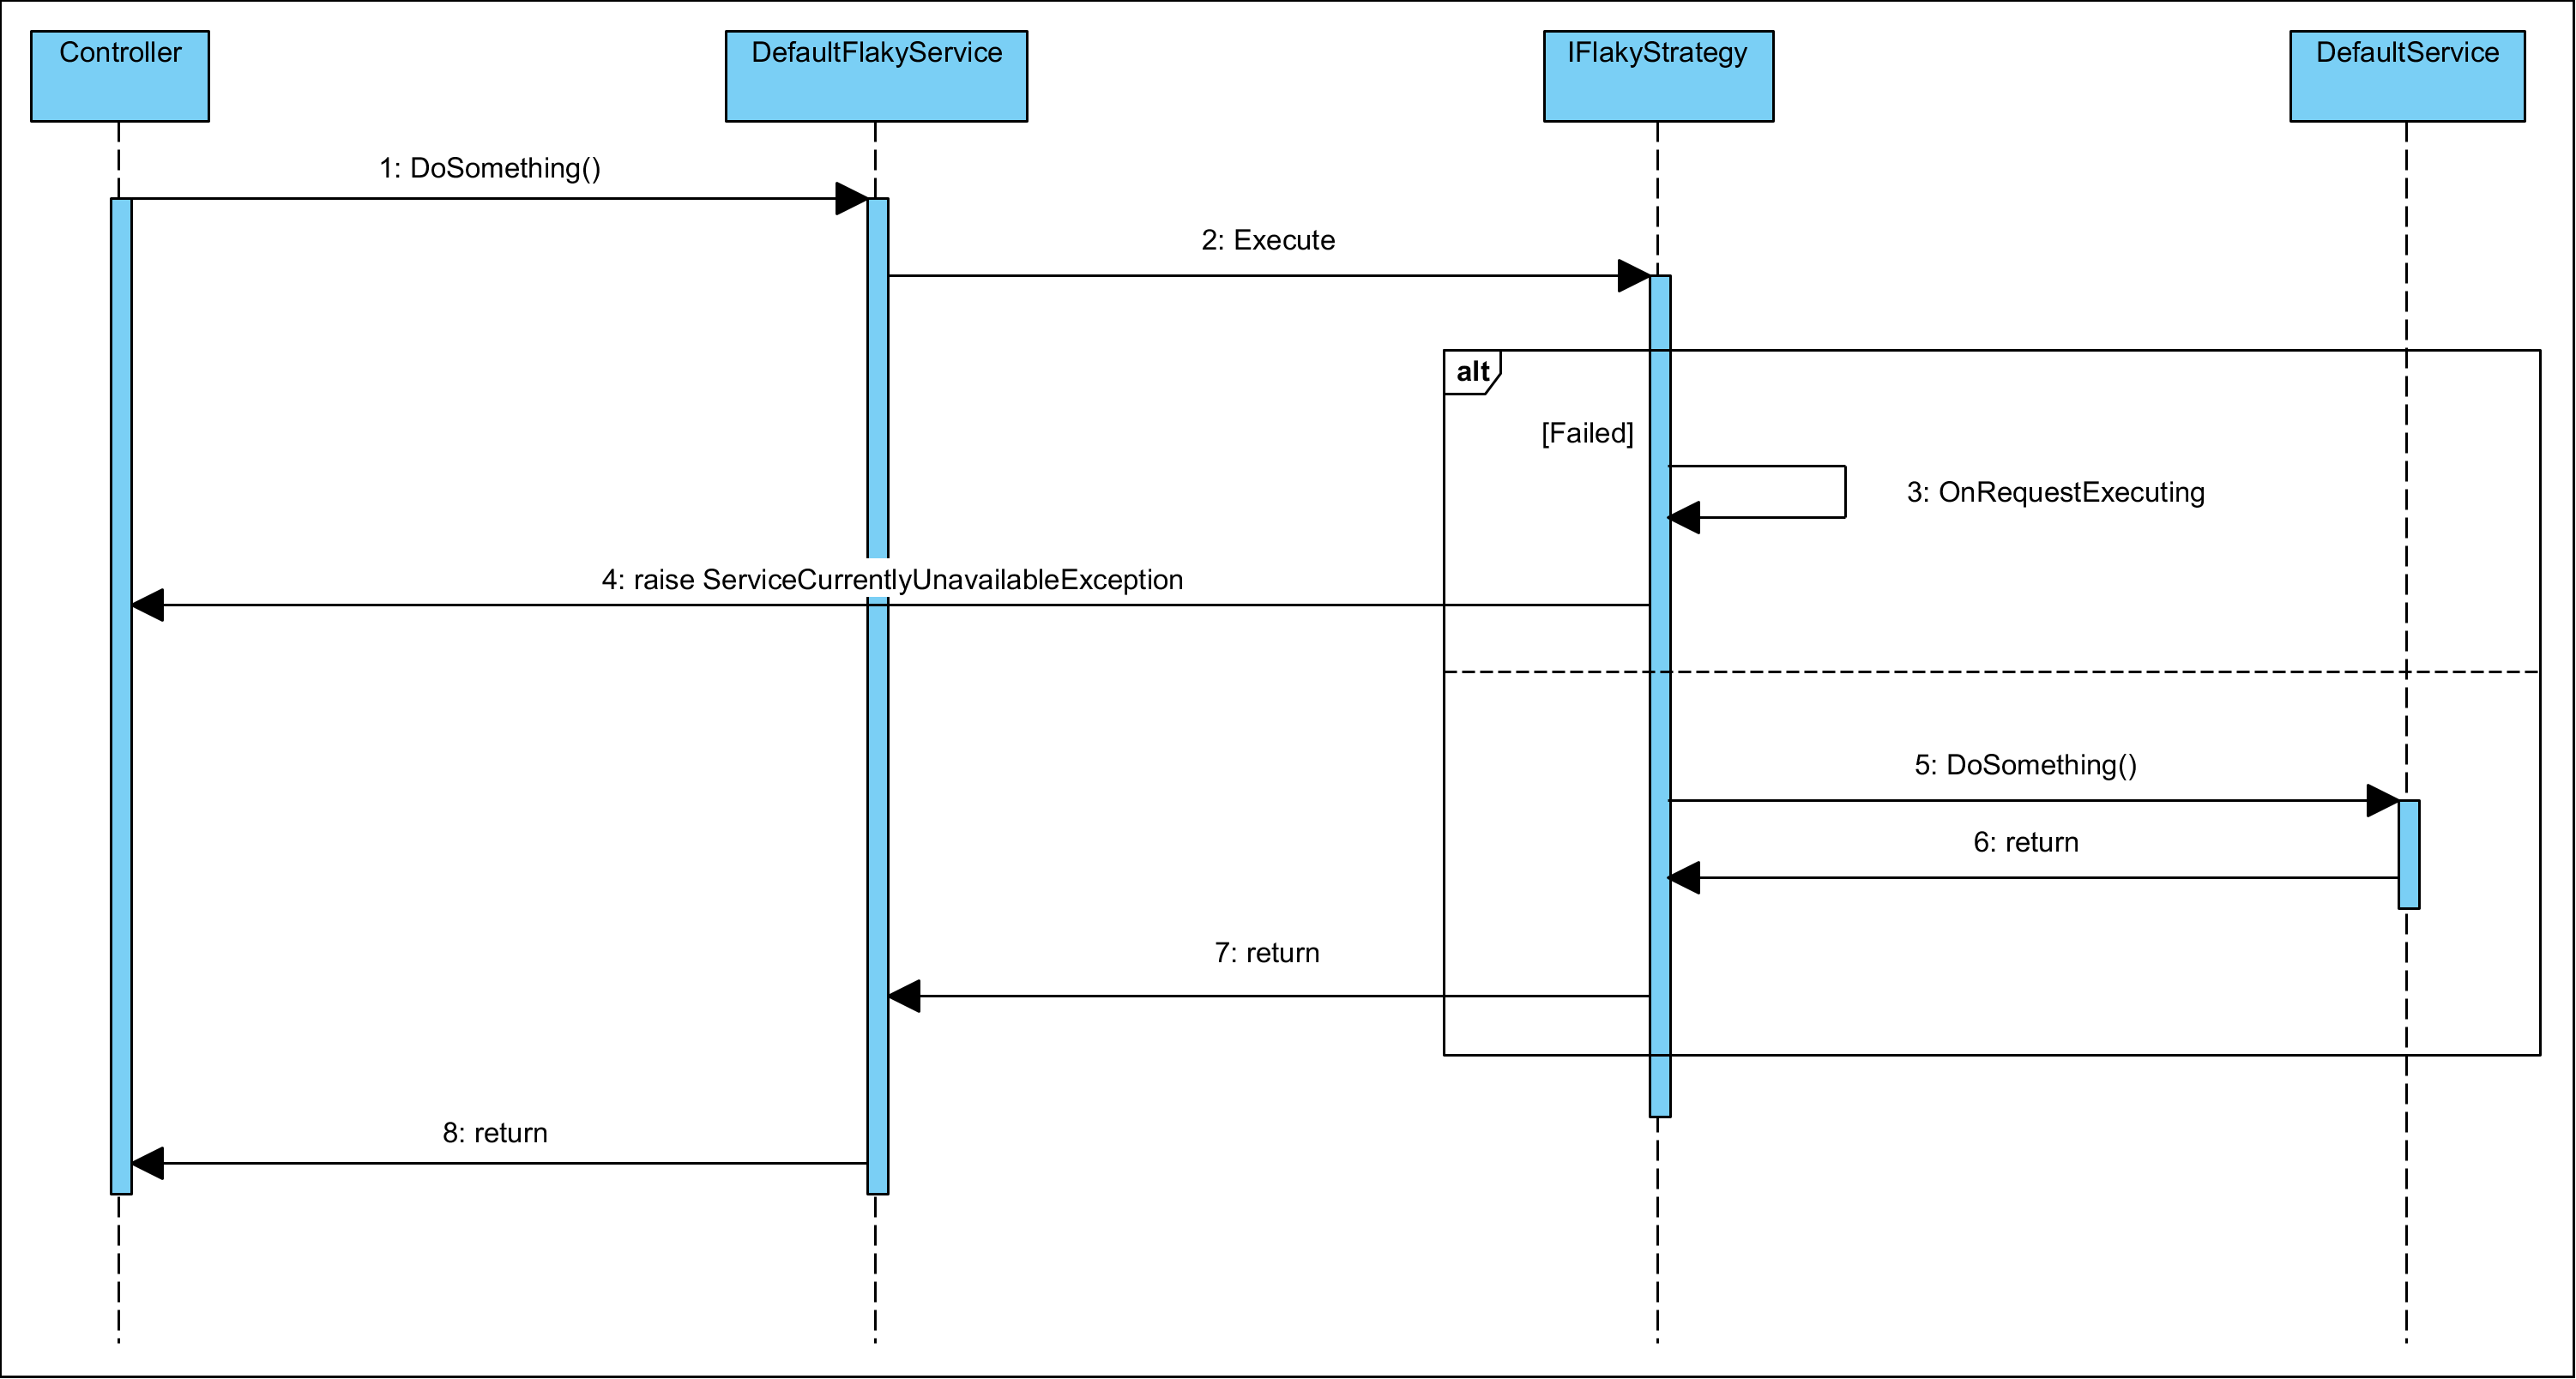 Controller
DefaultFlakyService
IFlakyStrategy
DefaultService
1: DoSomething()
2: Execute
alt
[Failed]
3: OnRequestExecuting
4: raise ServiceCurrentlyUnavailableException
5: DoSomething()
6: return
7: return
8: return